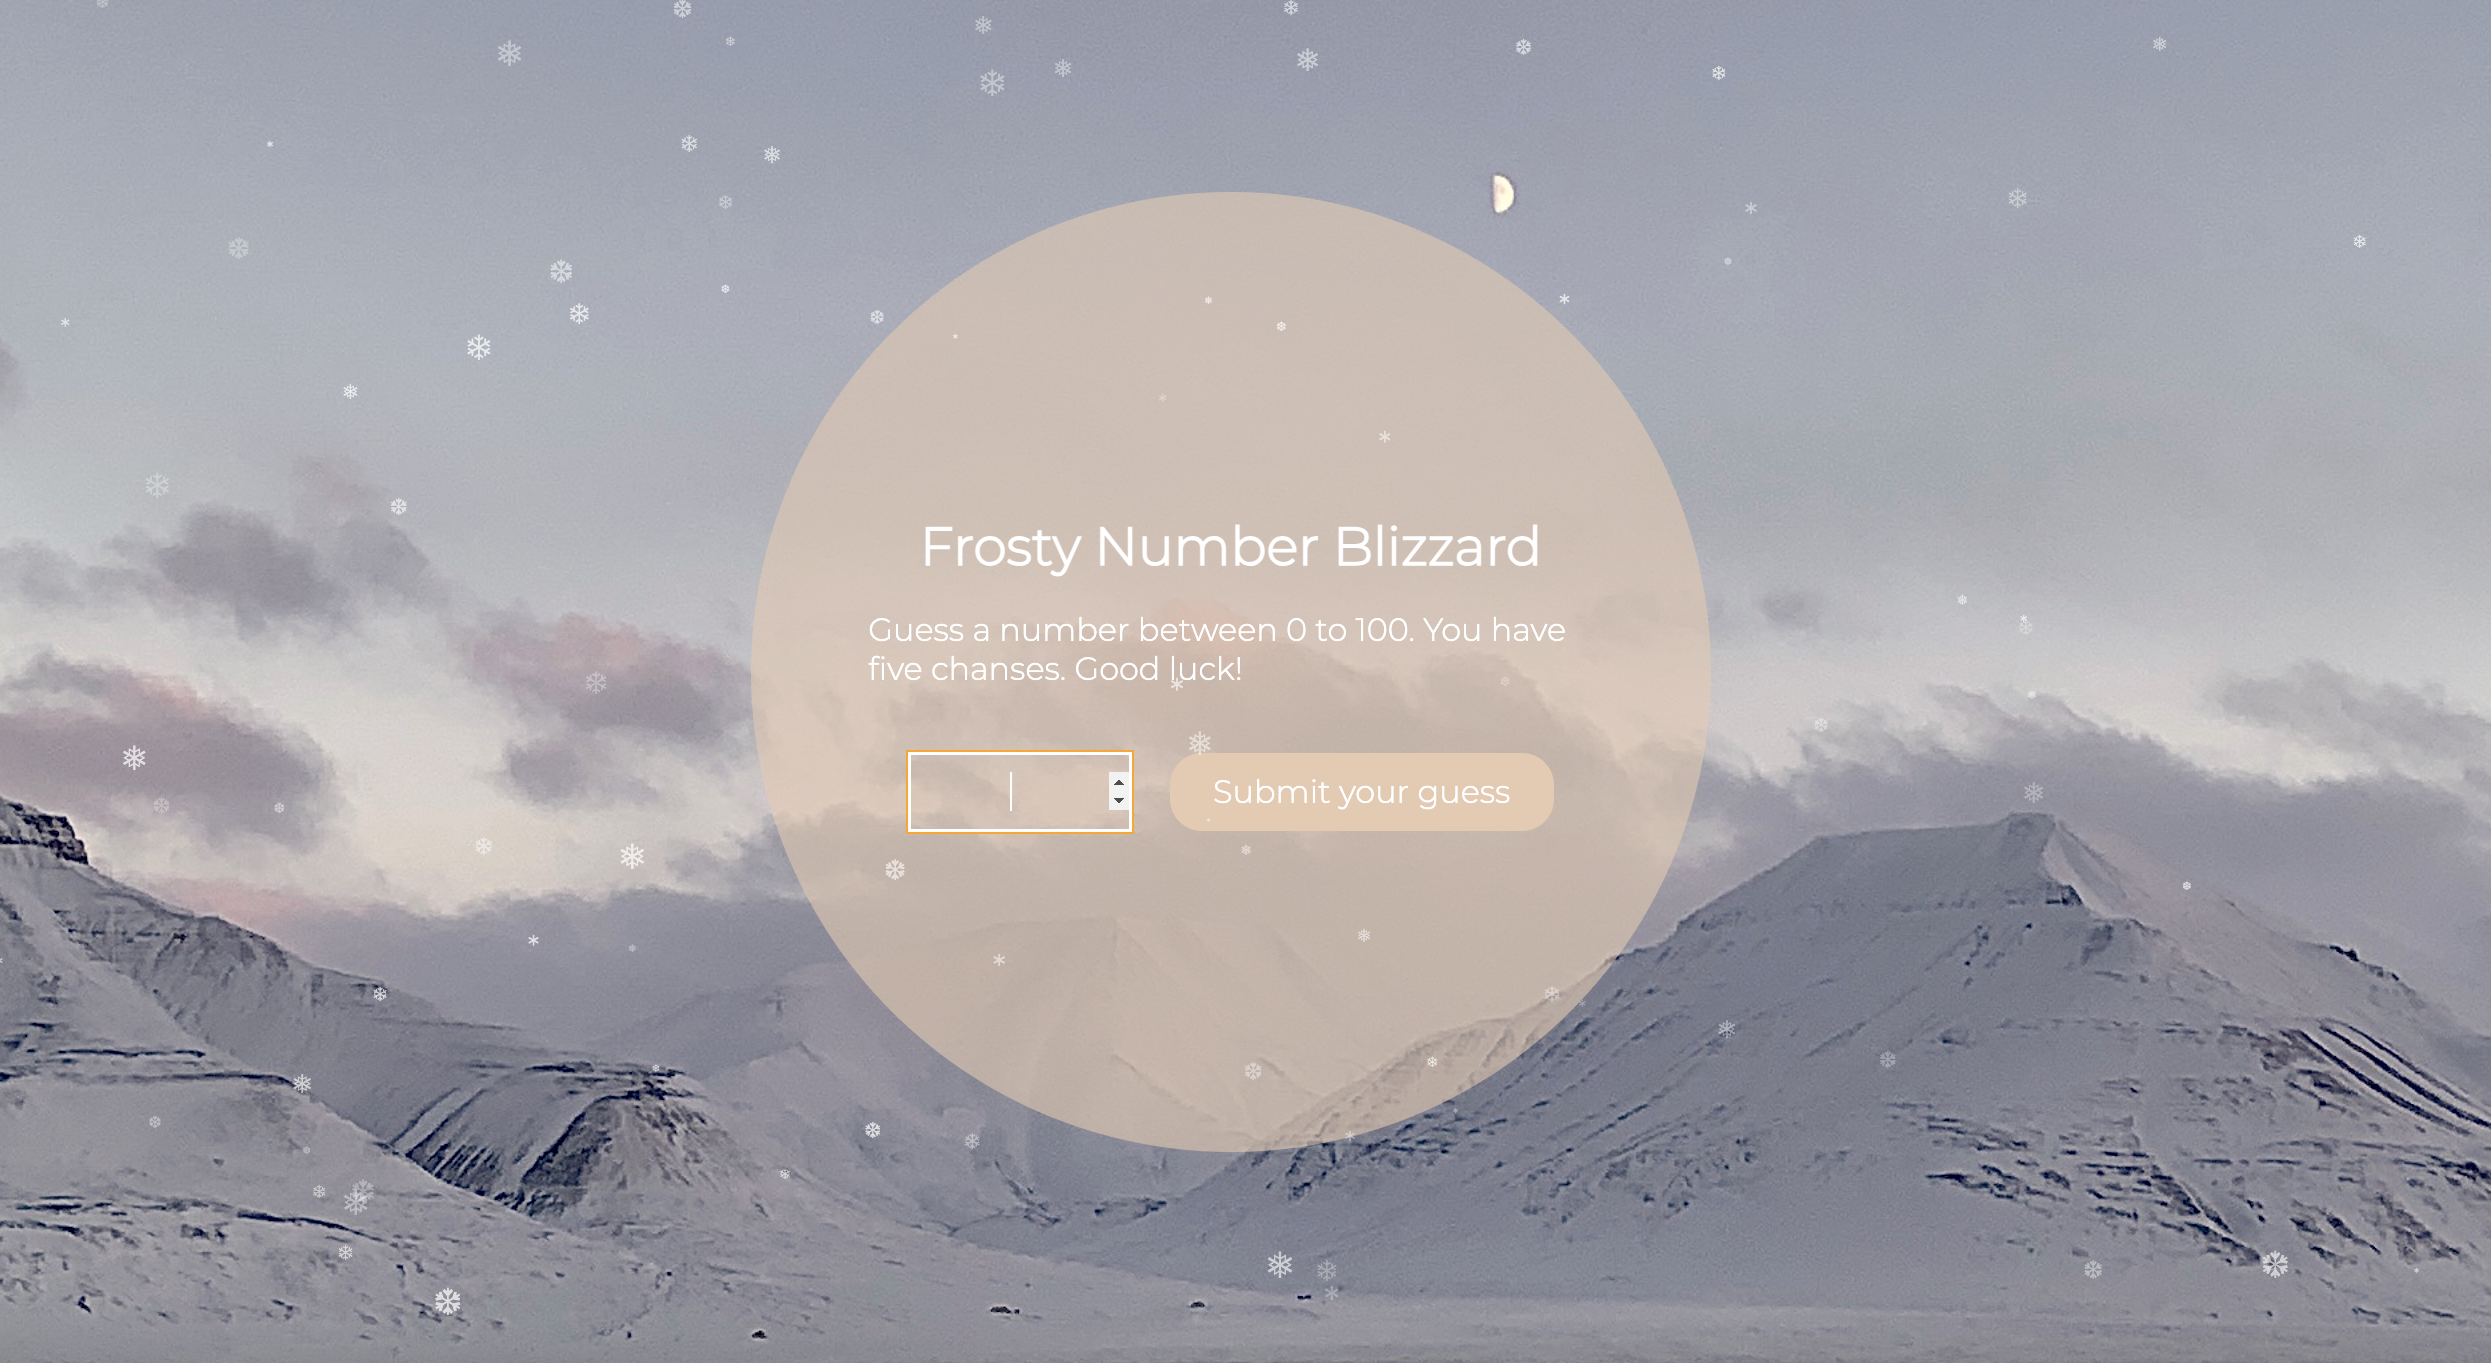 Frosty Number Blizzard
Guess a number between 0 to 100. You have
five chanses. Good luck!
Submit your guess